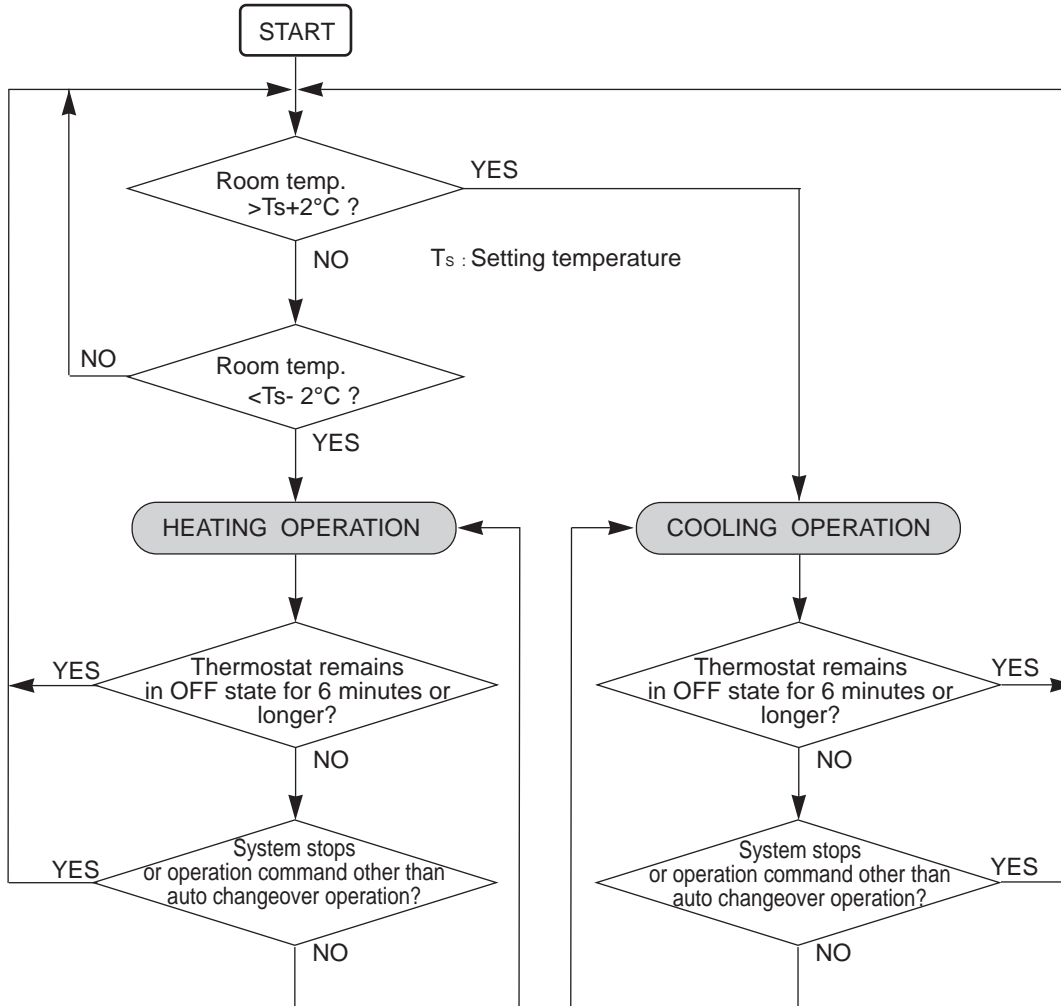 START
Room temp.
>Ts+2°C ?
YES
NO
Ts : Setting temperature
Room temp.
<Ts- 2°C ?
NO
YES
HEATING OPERATION
COOLING OPERATION
Thermostat remains
in OFF state for 6 minutes or
longer?
YES
NO
Thermostat remains
in OFF state for 6 minutes or
longer?
YES
NO
System stops
or operation command other than
auto changeover operation?
YES
NO
System stops
or operation command other than
auto changeover operation?
YES
NO